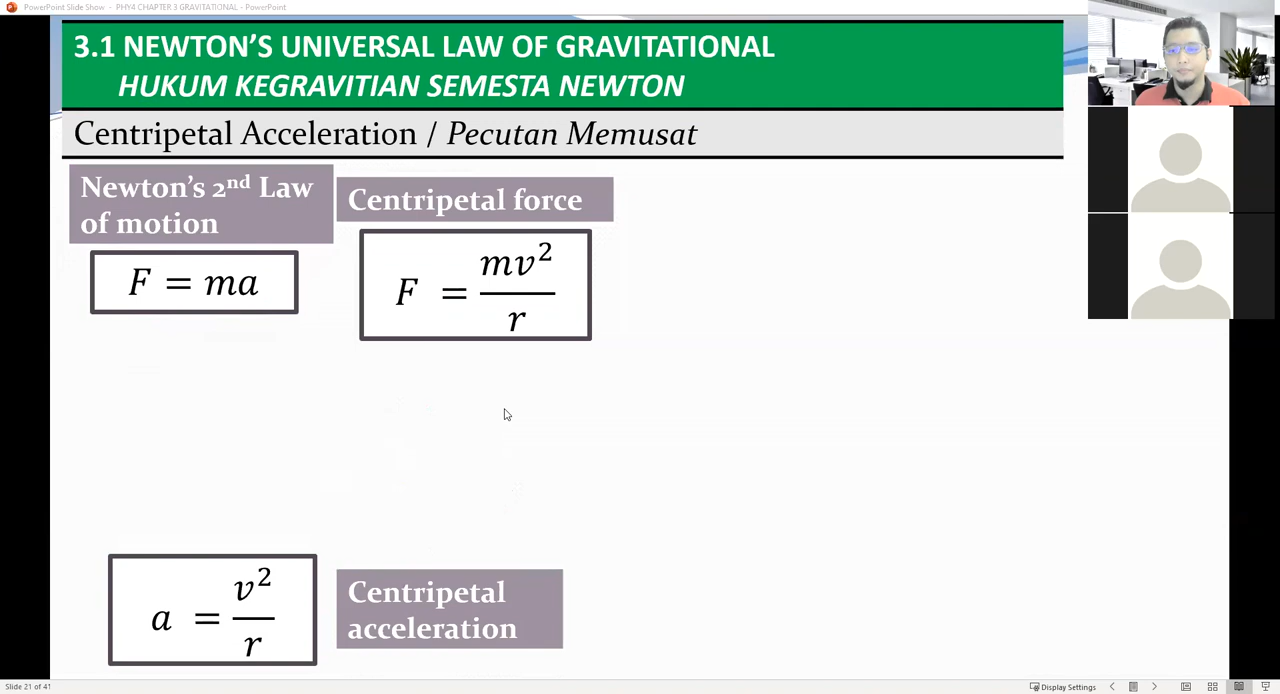 PowerPoint Slide Show - PHY4 CHAPTER 3 GRAVITATIONAL - PowerPoint
3.1 NEWTON'S UNIVERSAL LAW OF GRAVITATIONAL
HUKUM KEGRAVITIAN SEMESTA NEWTON
Centripetal Acceleration / Pecutan Memusat
Newton's 2nd Law
of motion
F = ma
Centripetal force
F = mv²/r
a = v²/r
Centripetal
acceleration
Slide 21 of 41
Display Settings